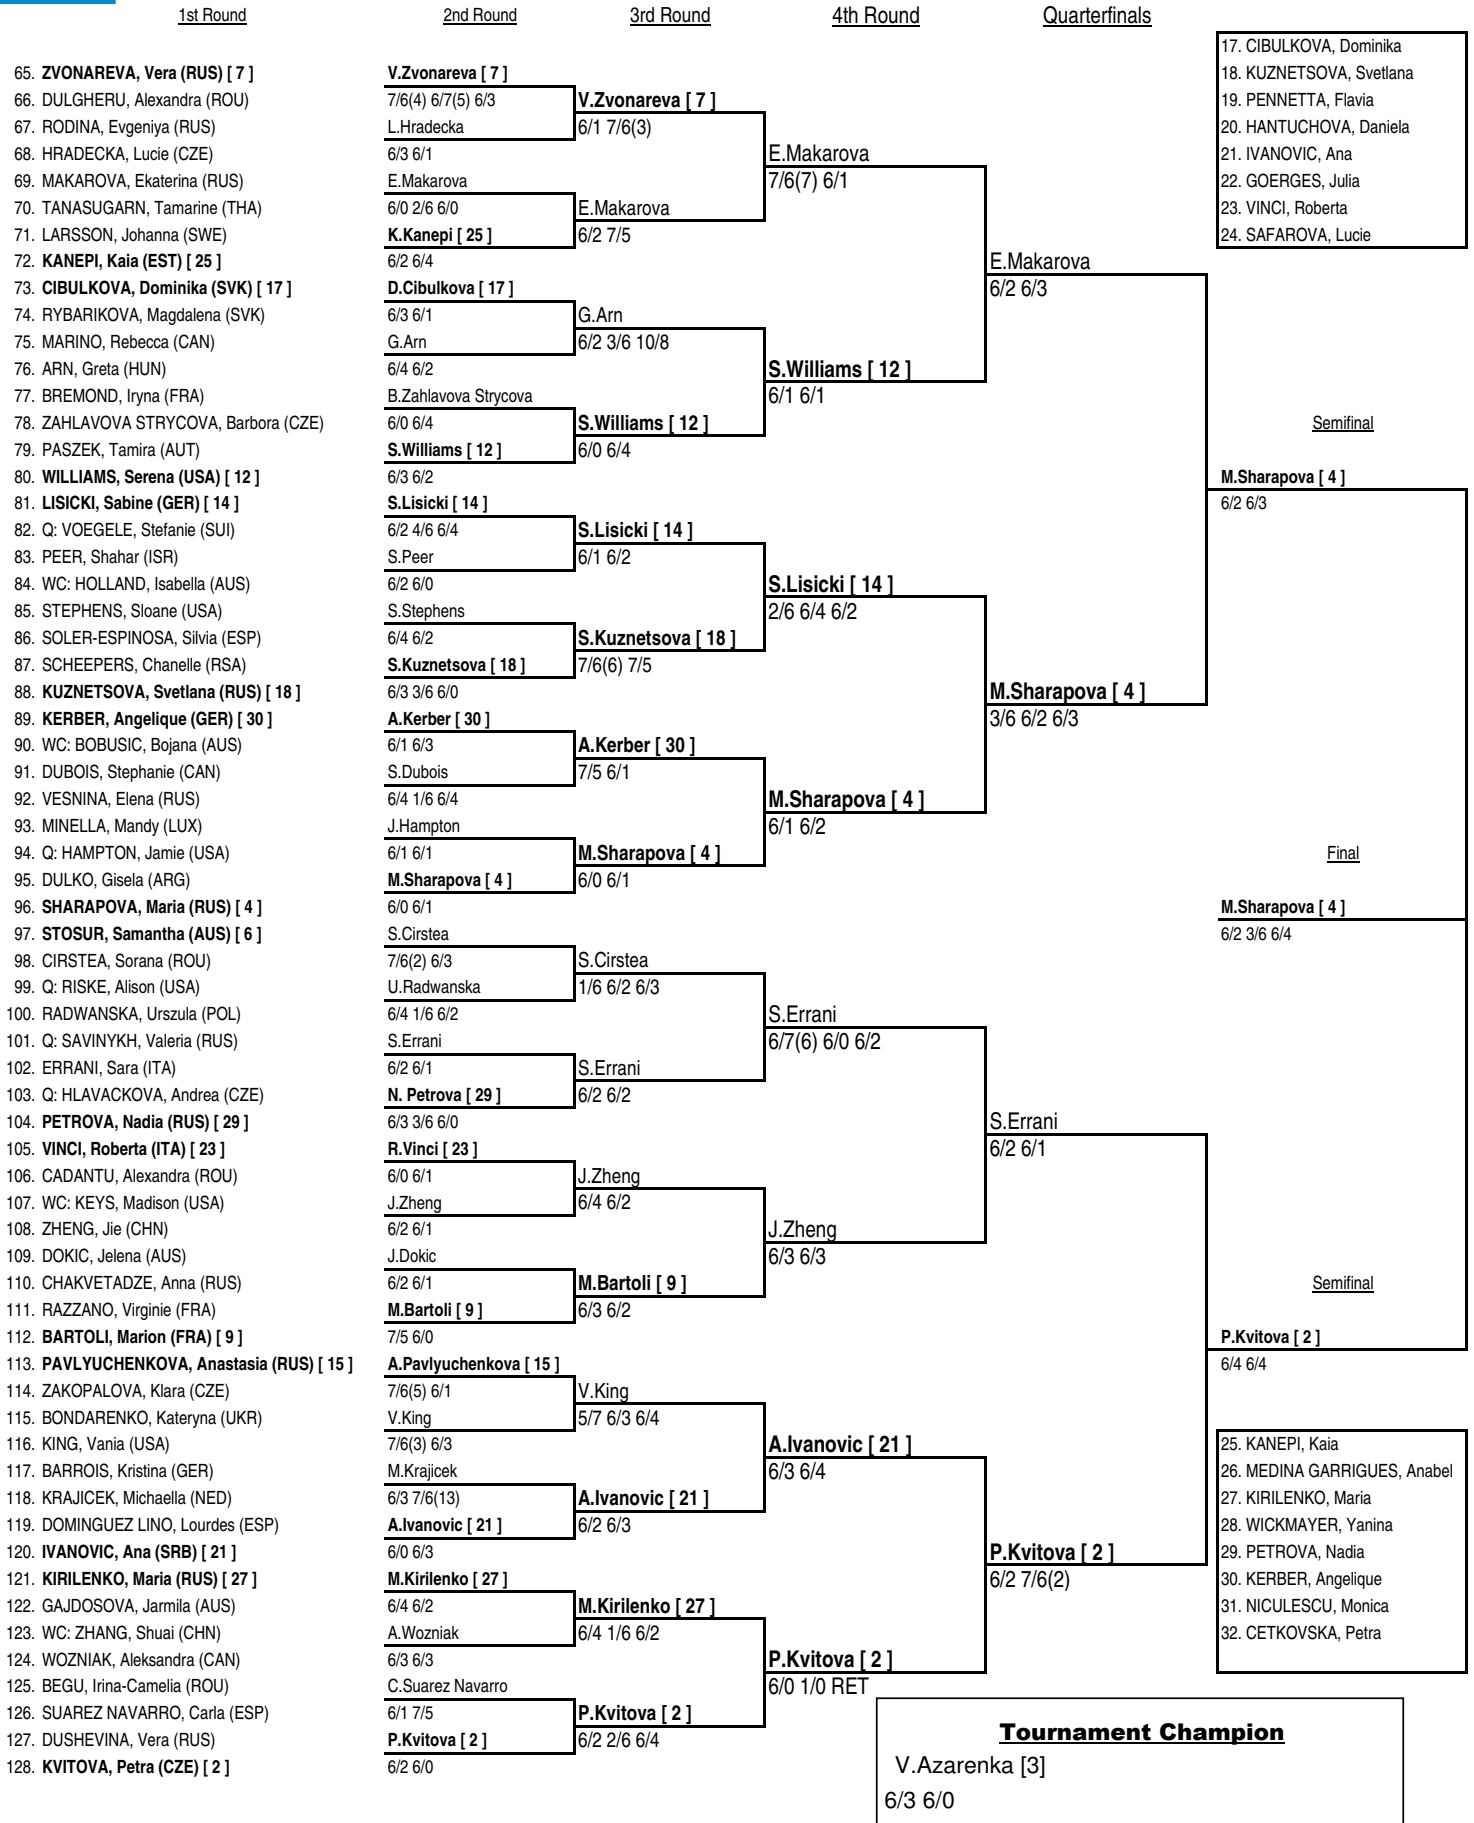 1st Round 2nd Round 3rd Round 4th Round Quarterfinals
17. CIBULKOVA, Dominika
65. ZVONAREVA, Vera (RUS) [ 7 ] V.Zvonareva [ 7 ] 18. KUZNETSOVA, Svetlana
66. DULGHERU, Alexandra (ROU) 7/6(4) 6/7(5) 6/3 V.Zvonareva [ 7 ] 19. PENNETTA, Flavia
67. RODINA, Evgeniya (RUS) L.Hradecka 6/1 7/6(3) 20. HANTUCHOVA, Daniela
68. HRADECKA, Lucie (CZE) 6/3 6/1 E.Makarova 21. IVANOVIC, Ana
69. MAKAROVA, Ekaterina (RUS) E.Makarova 7/6(7) 6/1 22. GOERGES, Julia
70. TANASUGARN, Tamarine (THA) 6/0 2/6 6/0 E.Makarova 23. VINCI, Roberta
71. LARSSON, Johanna (SWE) K.Kanepi [ 25 ] 6/2 7/5 24. SAFAROVA, Lucie
72. KANEPI, Kaia (EST) [ 25 ] 6/2 6/4 E.Makarova
73. CIBULKOVA, Dominika (SVK) [ 17 ] D.Cibulkova [ 17 ] 6/2 6/3
74. RYBARIKOVA, Magdalena (SVK) 6/3 6/1 G.Arn
75. MARINO, Rebecca (CAN) G.Arn 6/2 3/6 10/8
76. ARN, Greta (HUN) 6/4 6/2 S.Williams [ 12 ]
77. BREMOND, Iryna (FRA) B.Zahlavova Strycova 6/1 6/1
78. ZAHLAVOVA STRYCOVA, Barbora (CZE) 6/0 6/4 S.Williams [ 12 ] Semifinal
79. PASZEK, Tamira (AUT) S.Williams [ 12 ] 6/0 6/4
80. WILLIAMS, Serena (USA) [ 12 ] 6/3 6/2 M.Sharapova [ 4 ]
81. LISICKI, Sabine (GER) [ 14 ] S.Lisicki [ 14 ] 6/2 6/3
82. Q: VOEGELE, Stefanie (SUI) 6/2 4/6 6/4 S.Lisicki [ 14 ]
83. PEER, Shahar (ISR) S.Peer 6/1 6/2
84. WC: HOLLAND, Isabella (AUS) 6/2 6/0 S.Lisicki [ 14 ]
85. STEPHENS, Sloane (USA) S.Stephens 2/6 6/4 6/2
86. SOLER-ESPINOSA, Silvia (ESP) 6/4 6/2 S.Kuznetsova [ 18 ]
87. SCHEEPERS, Chanelle (RSA) S.Kuznetsova [ 18 ] 7/6(6) 7/5
88. KUZNETSOVA, Svetlana (RUS) [ 18 ] 6/3 3/6 6/0 M.Sharapova [ 4 ]
89. KERBER, Angelique (GER) [ 30 ] A.Kerber [ 30 ] 3/6 6/2 6/3
90. WC: BOBUSIC, Bojana (AUS) 6/1 6/3 A.Kerber [ 30 ]
91. DUBOIS, Stephanie (CAN) S.Dubois 7/5 6/1
92. VESNINA, Elena (RUS) 6/4 1/6 6/4 M.Sharapova [ 4 ]
93. MINELLA, Mandy (LUX) J.Hampton 6/1 6/2
94. Q: HAMPTON, Jamie (USA) 6/1 6/1 M.Sharapova [ 4 ] Final
95. DULKO, Gisela (ARG) M.Sharapova [ 4 ] 6/0 6/1
96. SHARAPOVA, Maria (RUS) [ 4 ] 6/0 6/1 M.Sharapova [ 4 ]
97. STOSUR, Samantha (AUS) [ 6 ] S.Cirstea 6/2 3/6 6/4
98. CIRSTEA, Sorana (ROU) 7/6(2) 6/3 S.Cirstea
99. Q: RISKE, Alison (USA) U.Radwanska 1/6 6/2 6/3
100. RADWANSKA, Urszula (POL) 6/4 1/6 6/2 S.Errani
101. Q: SAVINYKH, Valeria (RUS) S.Errani 6/7(6) 6/0 6/2
102. ERRANI, Sara (ITA) 6/2 6/1 S.Errani
103. Q: HLAVACKOVA, Andrea (CZE) N. Petrova [ 29 ] 6/2 6/2
104. PETROVA, Nadia (RUS) [ 29 ] 6/3 3/6 6/0 S.Errani
105. VINCI, Roberta (ITA) [ 23 ] R.Vinci [ 23 ] 6/2 6/1
106. CADANTU, Alexandra (ROU) 6/0 6/1 J.Zheng
107. WC: KEYS, Madison (USA) J.Zheng 6/4 6/2
108. ZHENG, Jie (CHN) 6/2 6/1 J.Zheng
109. DOKIC, Jelena (AUS) J.Dokic 6/3 6/3
110. CHAKVETADZE, Anna (RUS) 6/2 6/1 M.Bartoli [ 9 ] Semifinal
111. RAZZANO, Virginie (FRA) M.Bartoli [ 9 ] 6/3 6/2
112. BARTOLI, Marion (FRA) [ 9 ] 7/5 6/0 P.Kvitova [ 2 ]
113. PAVLYUCHENKOVA, Anastasia (RUS) [ 15 ] A.Pavlyuchenkova [ 15 ] 6/4 6/4
114. ZAKOPALOVA, Klara (CZE) 7/6(5) 6/1 V.King
115. BONDARENKO, Kateryna (UKR) V.King 5/7 6/3 6/4
116. KING, Vania (USA) 7/6(3) 6/3 A.Ivanovic [ 21 ] 25. KANEPI, Kaia
117. BARROIS, Kristina (GER) M.Krajicek 6/3 6/4 26. MEDINA GARRIGUES, Anabel
118. KRAJICEK, Michaella (NED) 6/3 7/6(13) A.Ivanovic [ 21 ] 27. KIRILENKO, Maria
119. DOMINGUEZ LINO, Lourdes (ESP) A.Ivanovic [ 21 ] 6/2 6/3 28. WICKMAYER, Yanina
120. IVANOVIC, Ana (SRB) [ 21 ] 6/0 6/3 P.Kvitova [ 2 ] 29. PETROVA, Nadia
121. KIRILENKO, Maria (RUS) [ 27 ] M.Kirilenko [ 27 ] 6/2 7/6(2) 30. KERBER, Angelique
122. GAJDOSOVA, Jarmila (AUS) 6/4 6/2 M.Kirilenko [ 27 ] 31. NICULESCU, Monica
123. WC: ZHANG, Shuai (CHN) A.Wozniak 6/4 1/6 6/2 32. CETKOVSKA, Petra
124. WOZNIAK, Aleksandra (CAN) 6/3 6/3 P.Kvitova [ 2 ]
125. BEGU, Irina-Camelia (ROU) C.Suarez Navarro 6/0 1/0 RET
126. SUAREZ NAVARRO, Carla (ESP) 6/1 7/5 P.Kvitova [ 2 ]
127. DUSHEVINA, Vera (RUS) P.Kvitova [ 2 ] 6/2 2/6 6/4 Tournament Champion
128. KVITOVA, Petra (CZE) [ 2 ] 6/2 6/0 V.Azarenka [3]
6/3 6/0